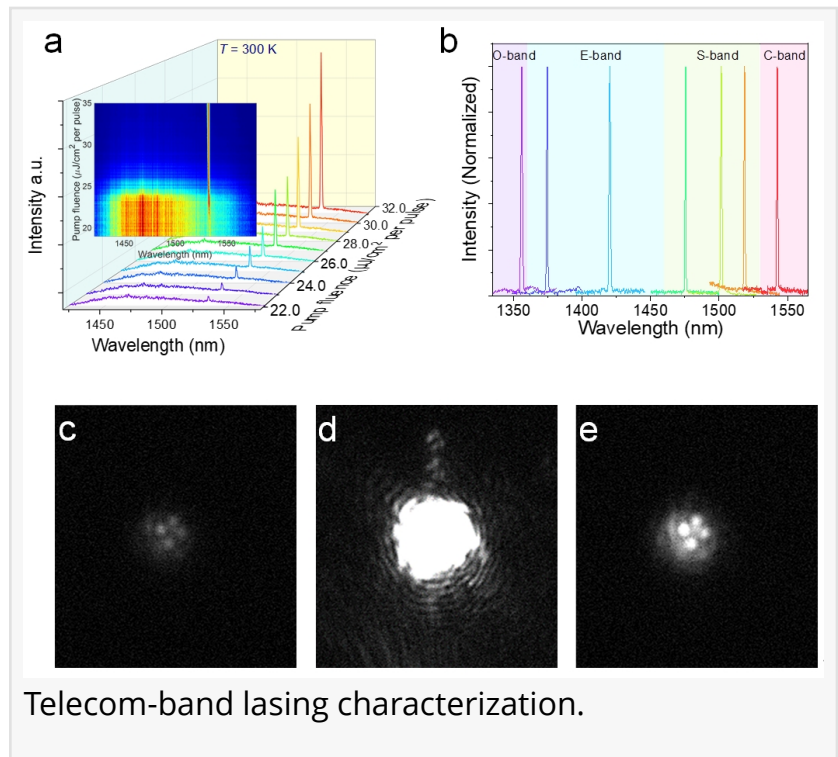 a
T = 300 K
Intensity a.u.
Pump fluence (μJ/cm² per pulse)
35
30
25
20
1450 1500 1550
Wavelength (nm)
32.0
30.0
28.0
26.0
24.0
22.0
Pump fluence (μJ/cm² per pulse)
1450 1500 1550
Wavelength (nm)
b
O-band E-band S-band C-band
Intensity (Normalized)
1350 1400 1450 1500 1550
Wavelength (nm)
c d e
Telecom-band lasing characterization.